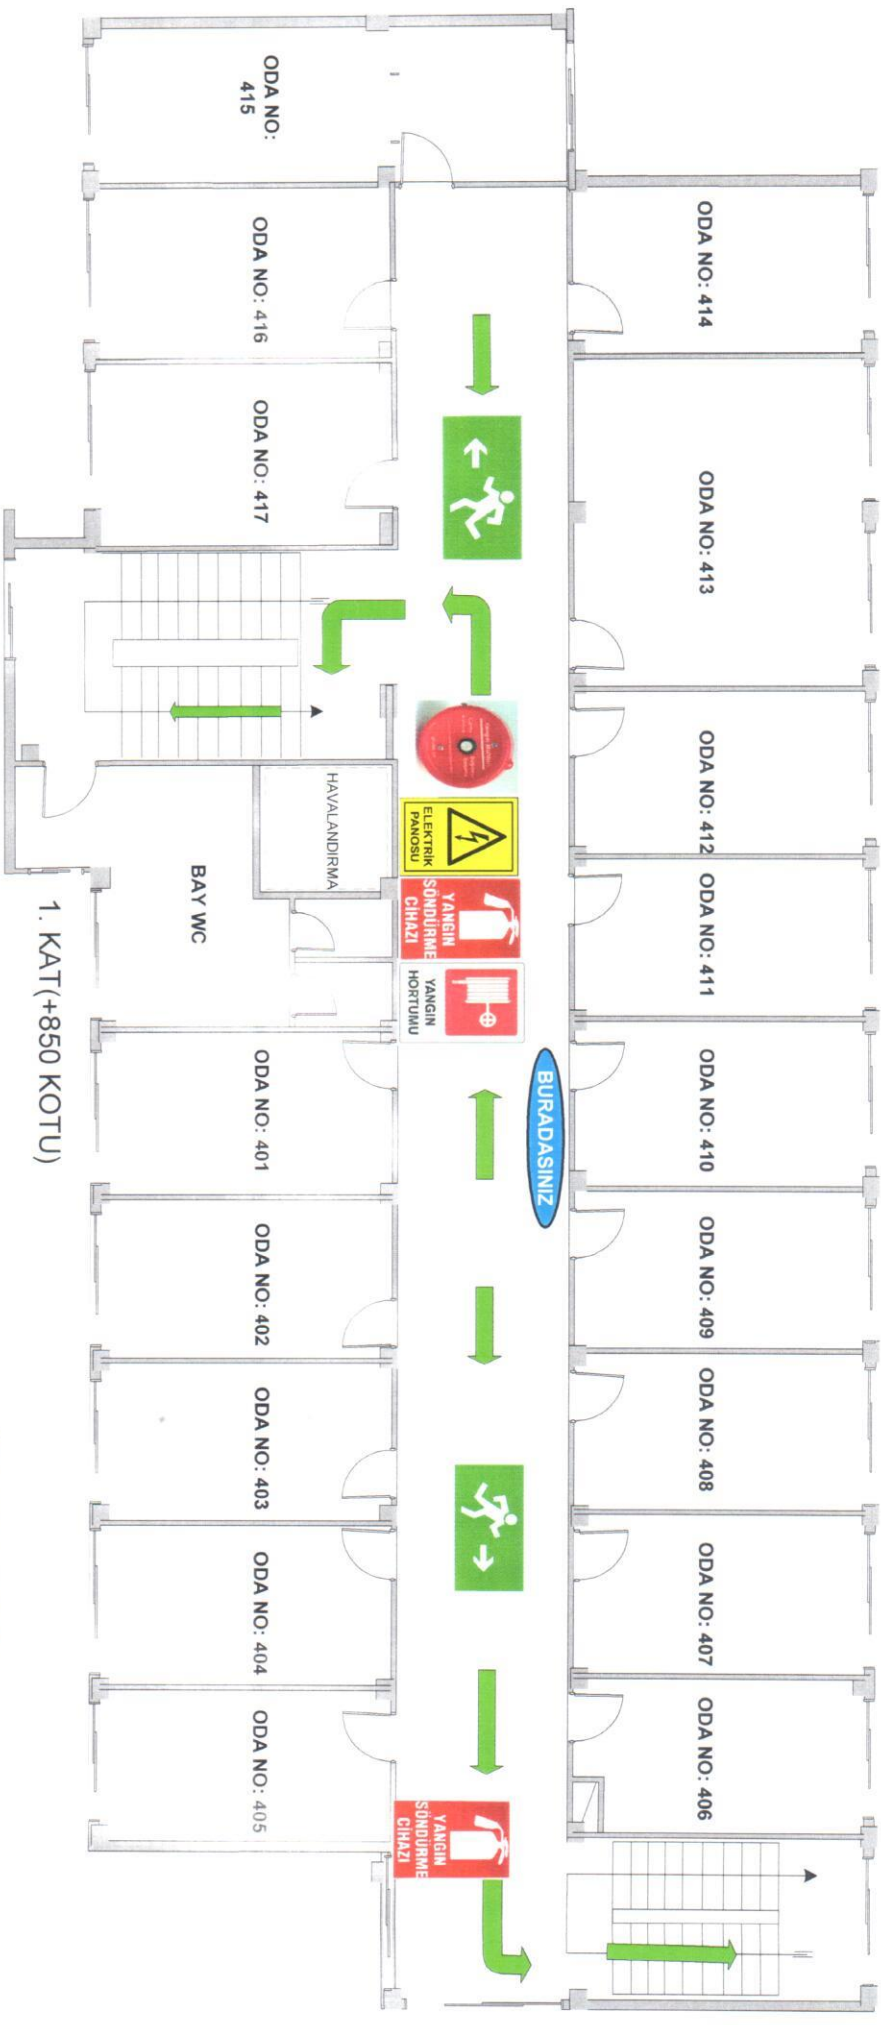 ODA NO: 414
ODA NO: 413
ODA NO: 412
ODA NO: 411
ODA NO: 410
ODA NO: 409
ODA NO: 408
ODA NO: 407
ODA NO: 406
BURADASINIZ
ELEKTRİK
PANOSU
YANGIN
SÖNDÜRME
CİHAZI
YANGIN
HORTUMU
YANGIN
SÖNDÜRME
CİHAZI
ODA NO:
415
ODA NO: 416
ODA NO: 417
HAVALANDIRMA
BAY WC
ODA NO: 401
ODA NO: 402
ODA NO: 403
ODA NO: 404
ODA NO: 405
1. KAT(+850 KOTU)